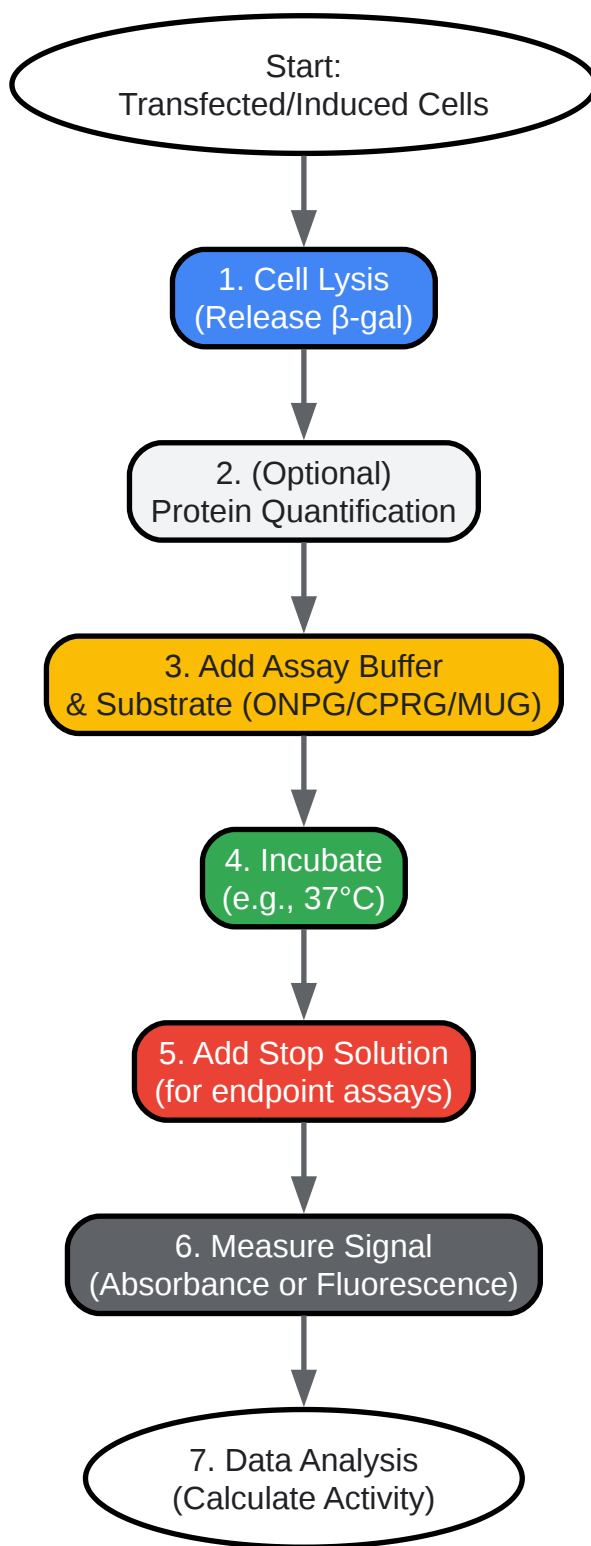 Start:
Transfected/Induced Cells
1. Cell Lysis
(Release β-gal)
2. (Optional)
Protein Quantification
3. Add Assay Buffer
& Substrate (ONPG/CPRG/MUG)
4. Incubate
(e.g., 37°C)
5. Add Stop Solution
(for endpoint assays)
6. Measure Signal
(Absorbance or Fluorescence)
7. Data Analysis
(Calculate Activity)